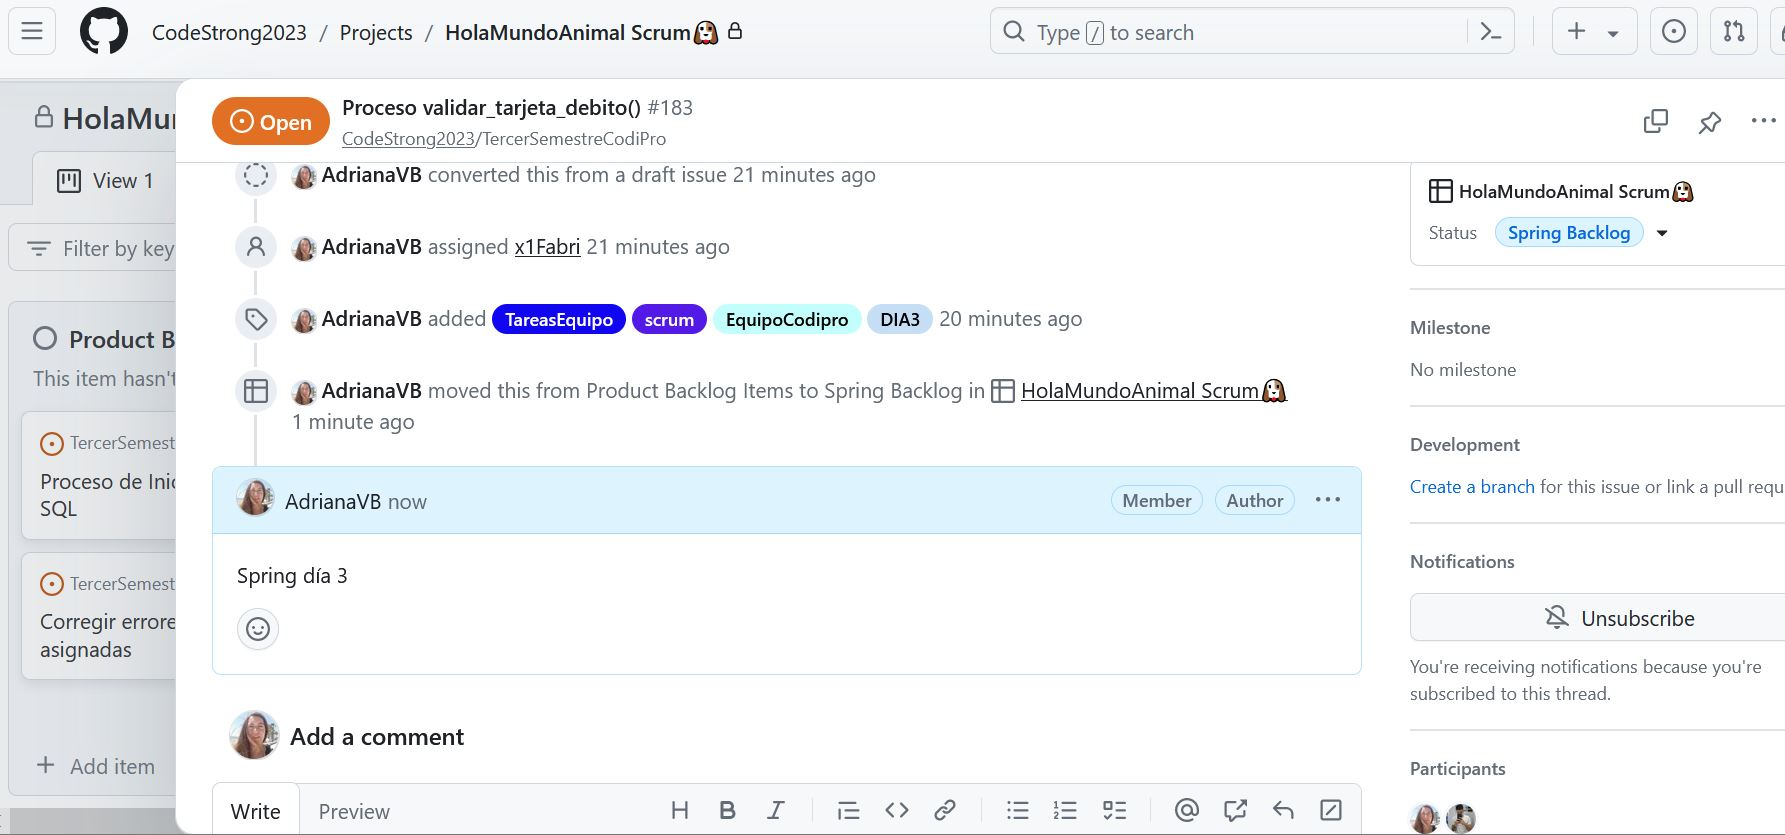 CodeStrong2023 / Projects / HolaMundoAnimal Scrum
Type / to search
HolaMu
View 1
Filter by key
Product B
This item hasn't
TercerSemest
Proceso de Inic
SQL
TercerSemest
Corregir errore
asignadas
Add item
Open
Proceso validar_tarjeta_debito() #183
CodeStrong2023/TercerSemestreCodiPro
AdrianaVB converted this from a draft issue 21 minutes ago
AdrianaVB assigned x1Fabri 21 minutes ago
AdrianaVB added TareasEquipo scrum EquipoCodipro DIA3 20 minutes ago
AdrianaVB moved this from Product Backlog Items to Spring Backlog in HolaMundoAnimal Scrum
1 minute ago
AdrianaVB now
Member Author
Spring día 3
Add a comment
Write Preview
HolaMundoAnimal Scrum
Status Spring Backlog
Milestone
No milestone
Development
Create a branch for this issue or link a pull requ
Notifications
Unsubscribe
You're receiving notifications because you're
subscribed to this thread.
Participants